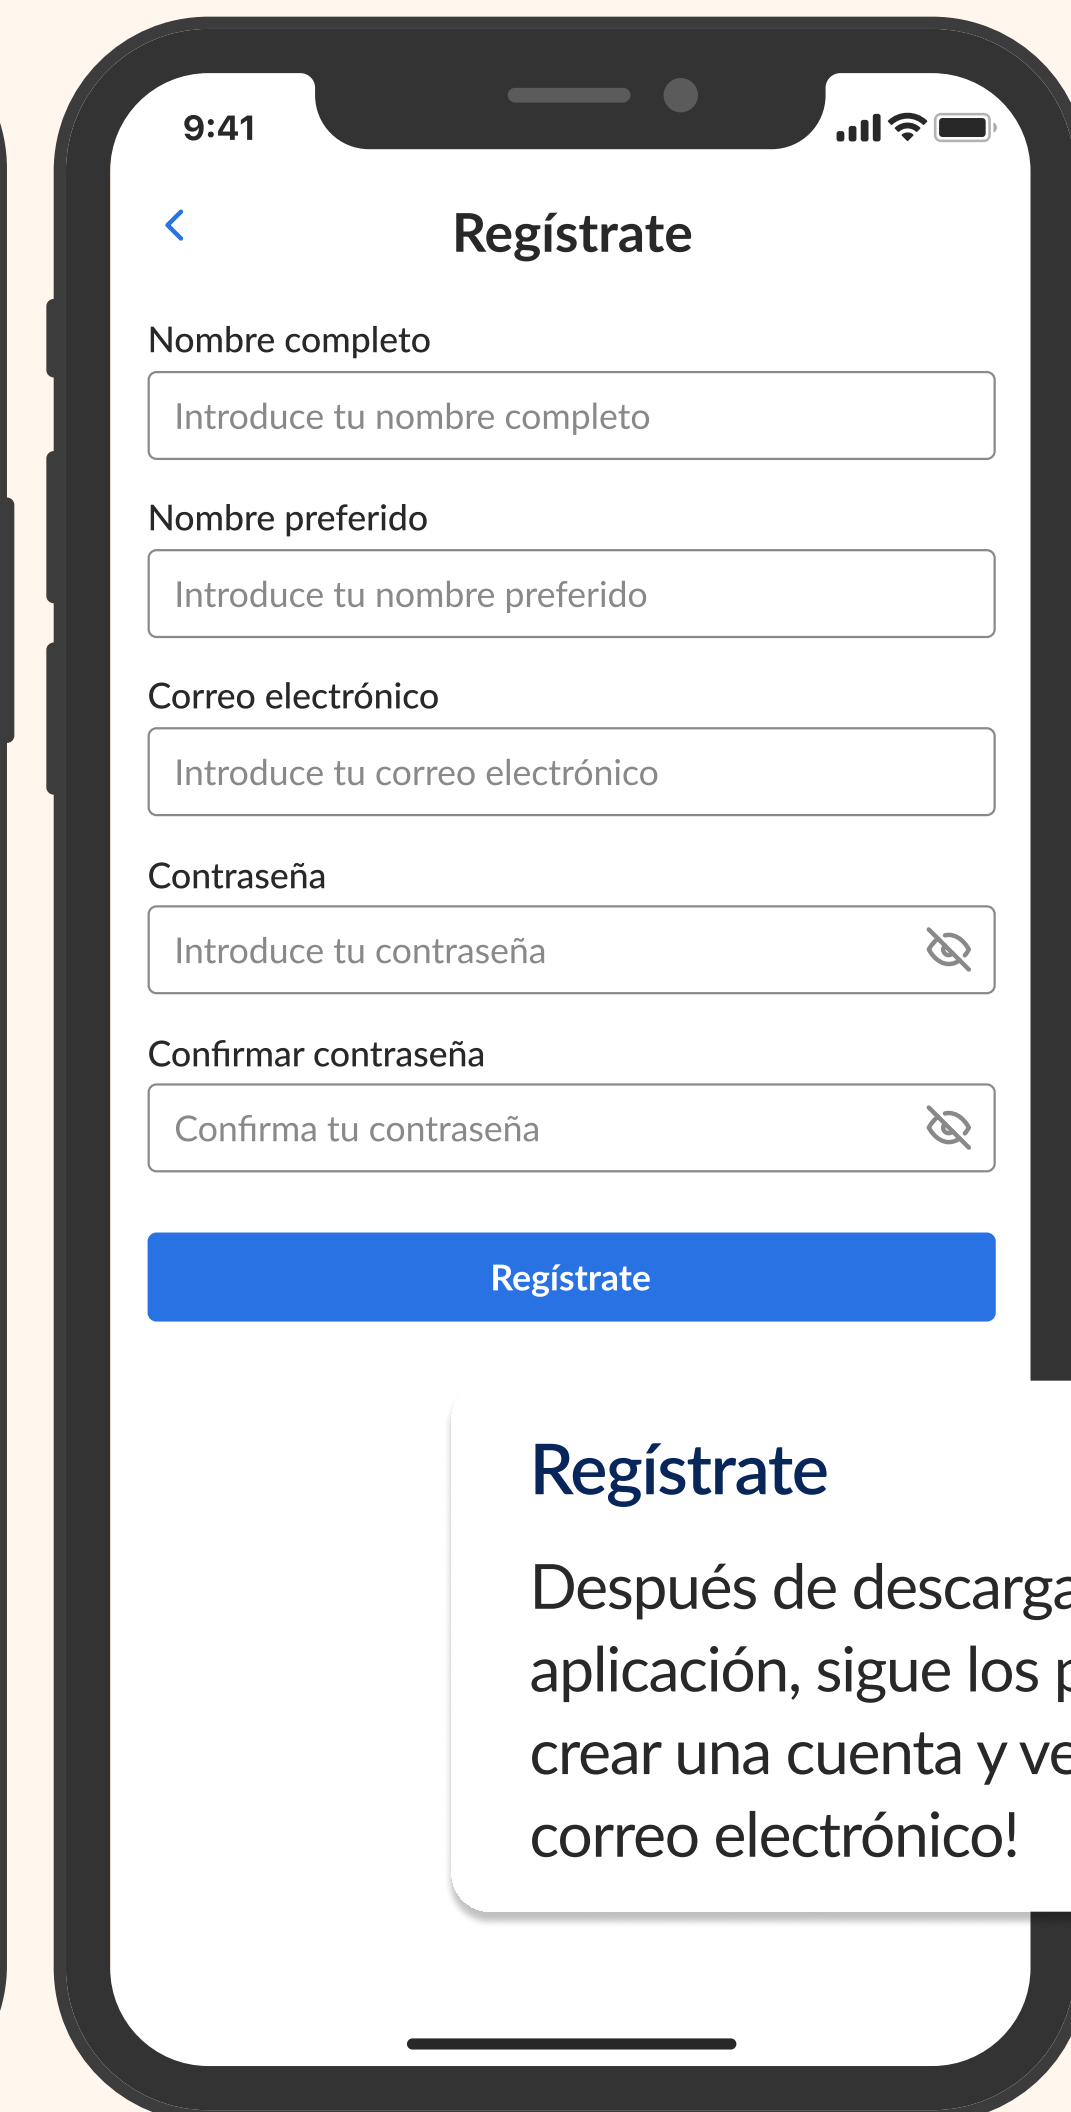 9:41
Regístrate
Nombre completo
Introduce tu nombre completo
Nombre preferido
Introduce tu nombre preferido
Correo electrónico
Introduce tu correo electrónico
Contraseña
Introduce tu contraseña
Confirmar contraseña
Confirma tu contraseña
Regístrate
Regístrate
Después de
aplicación, sigue los
crear una cuenta y
correo electrónico!